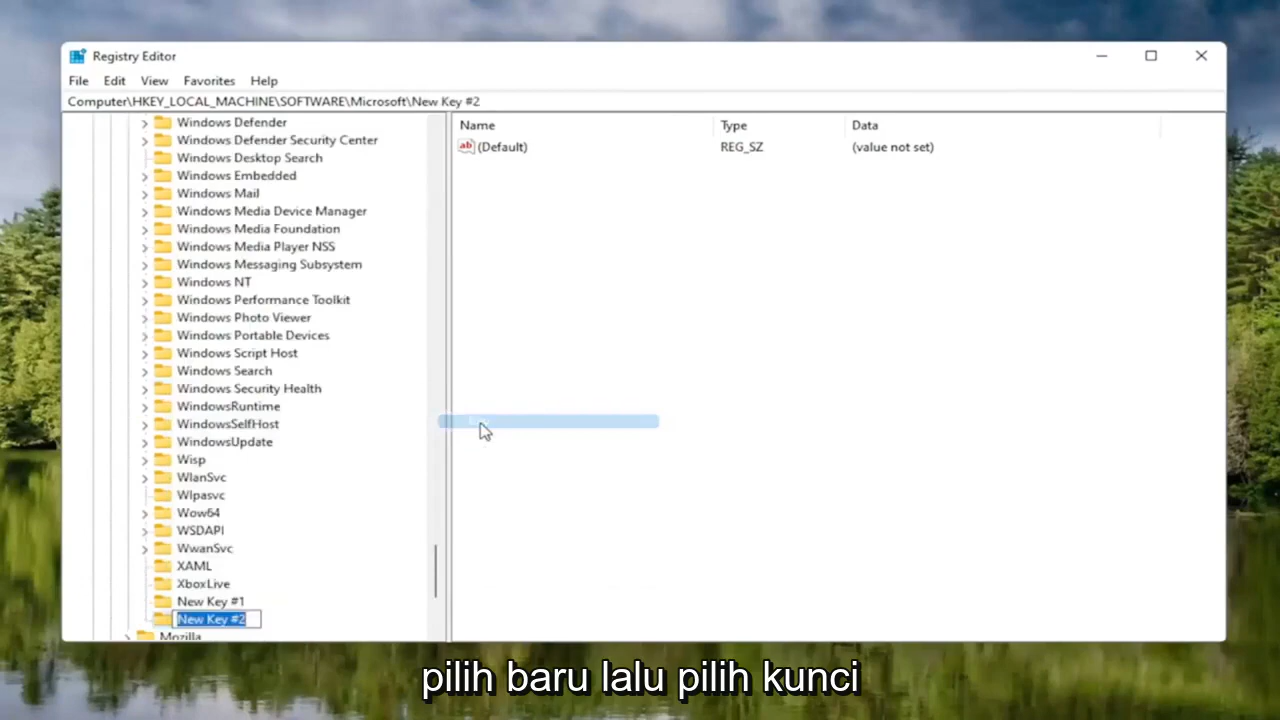 Registry Editor
File Edit View Favorites Help
Computer\HKEY_LOCAL_MACHINE\SOFTWARE\Microsoft\New Key #2
Name Type Data
(Default) REG_SZ (value not set)
Windows Defender
Windows Defender Security Center
Windows Desktop Search
Windows Embedded
Windows Mail
Windows Media Device Manager
Windows Media Foundation
Windows Media Player NSS
Windows Messaging Subsystem
Windows NT
Windows Performance Toolkit
Windows Photo Viewer
Windows Portable Devices
Windows Script Host
Windows Search
Windows Security Health
WindowsRuntime
WindowsSelfHost
WindowsUpdate
Wisp
WlanSvc
Wlpasvc
Wow64
WSDAPI
WwanSvc
XAML
XboxLive
New Key #1
New Key #2
Mozilla
pilih baru lalu pilih kunci